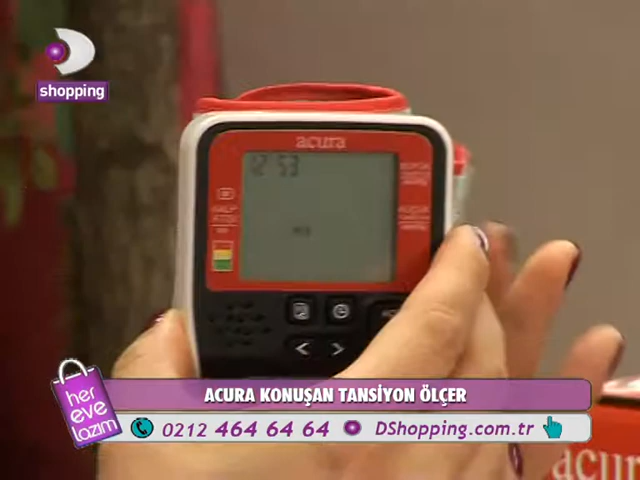 shopping
acura
12 53
her
eve
lazım
ACURA KONUŞAN TANSİYON ÖLÇER
0212 464 64 64
DShopping.com.tr
acura